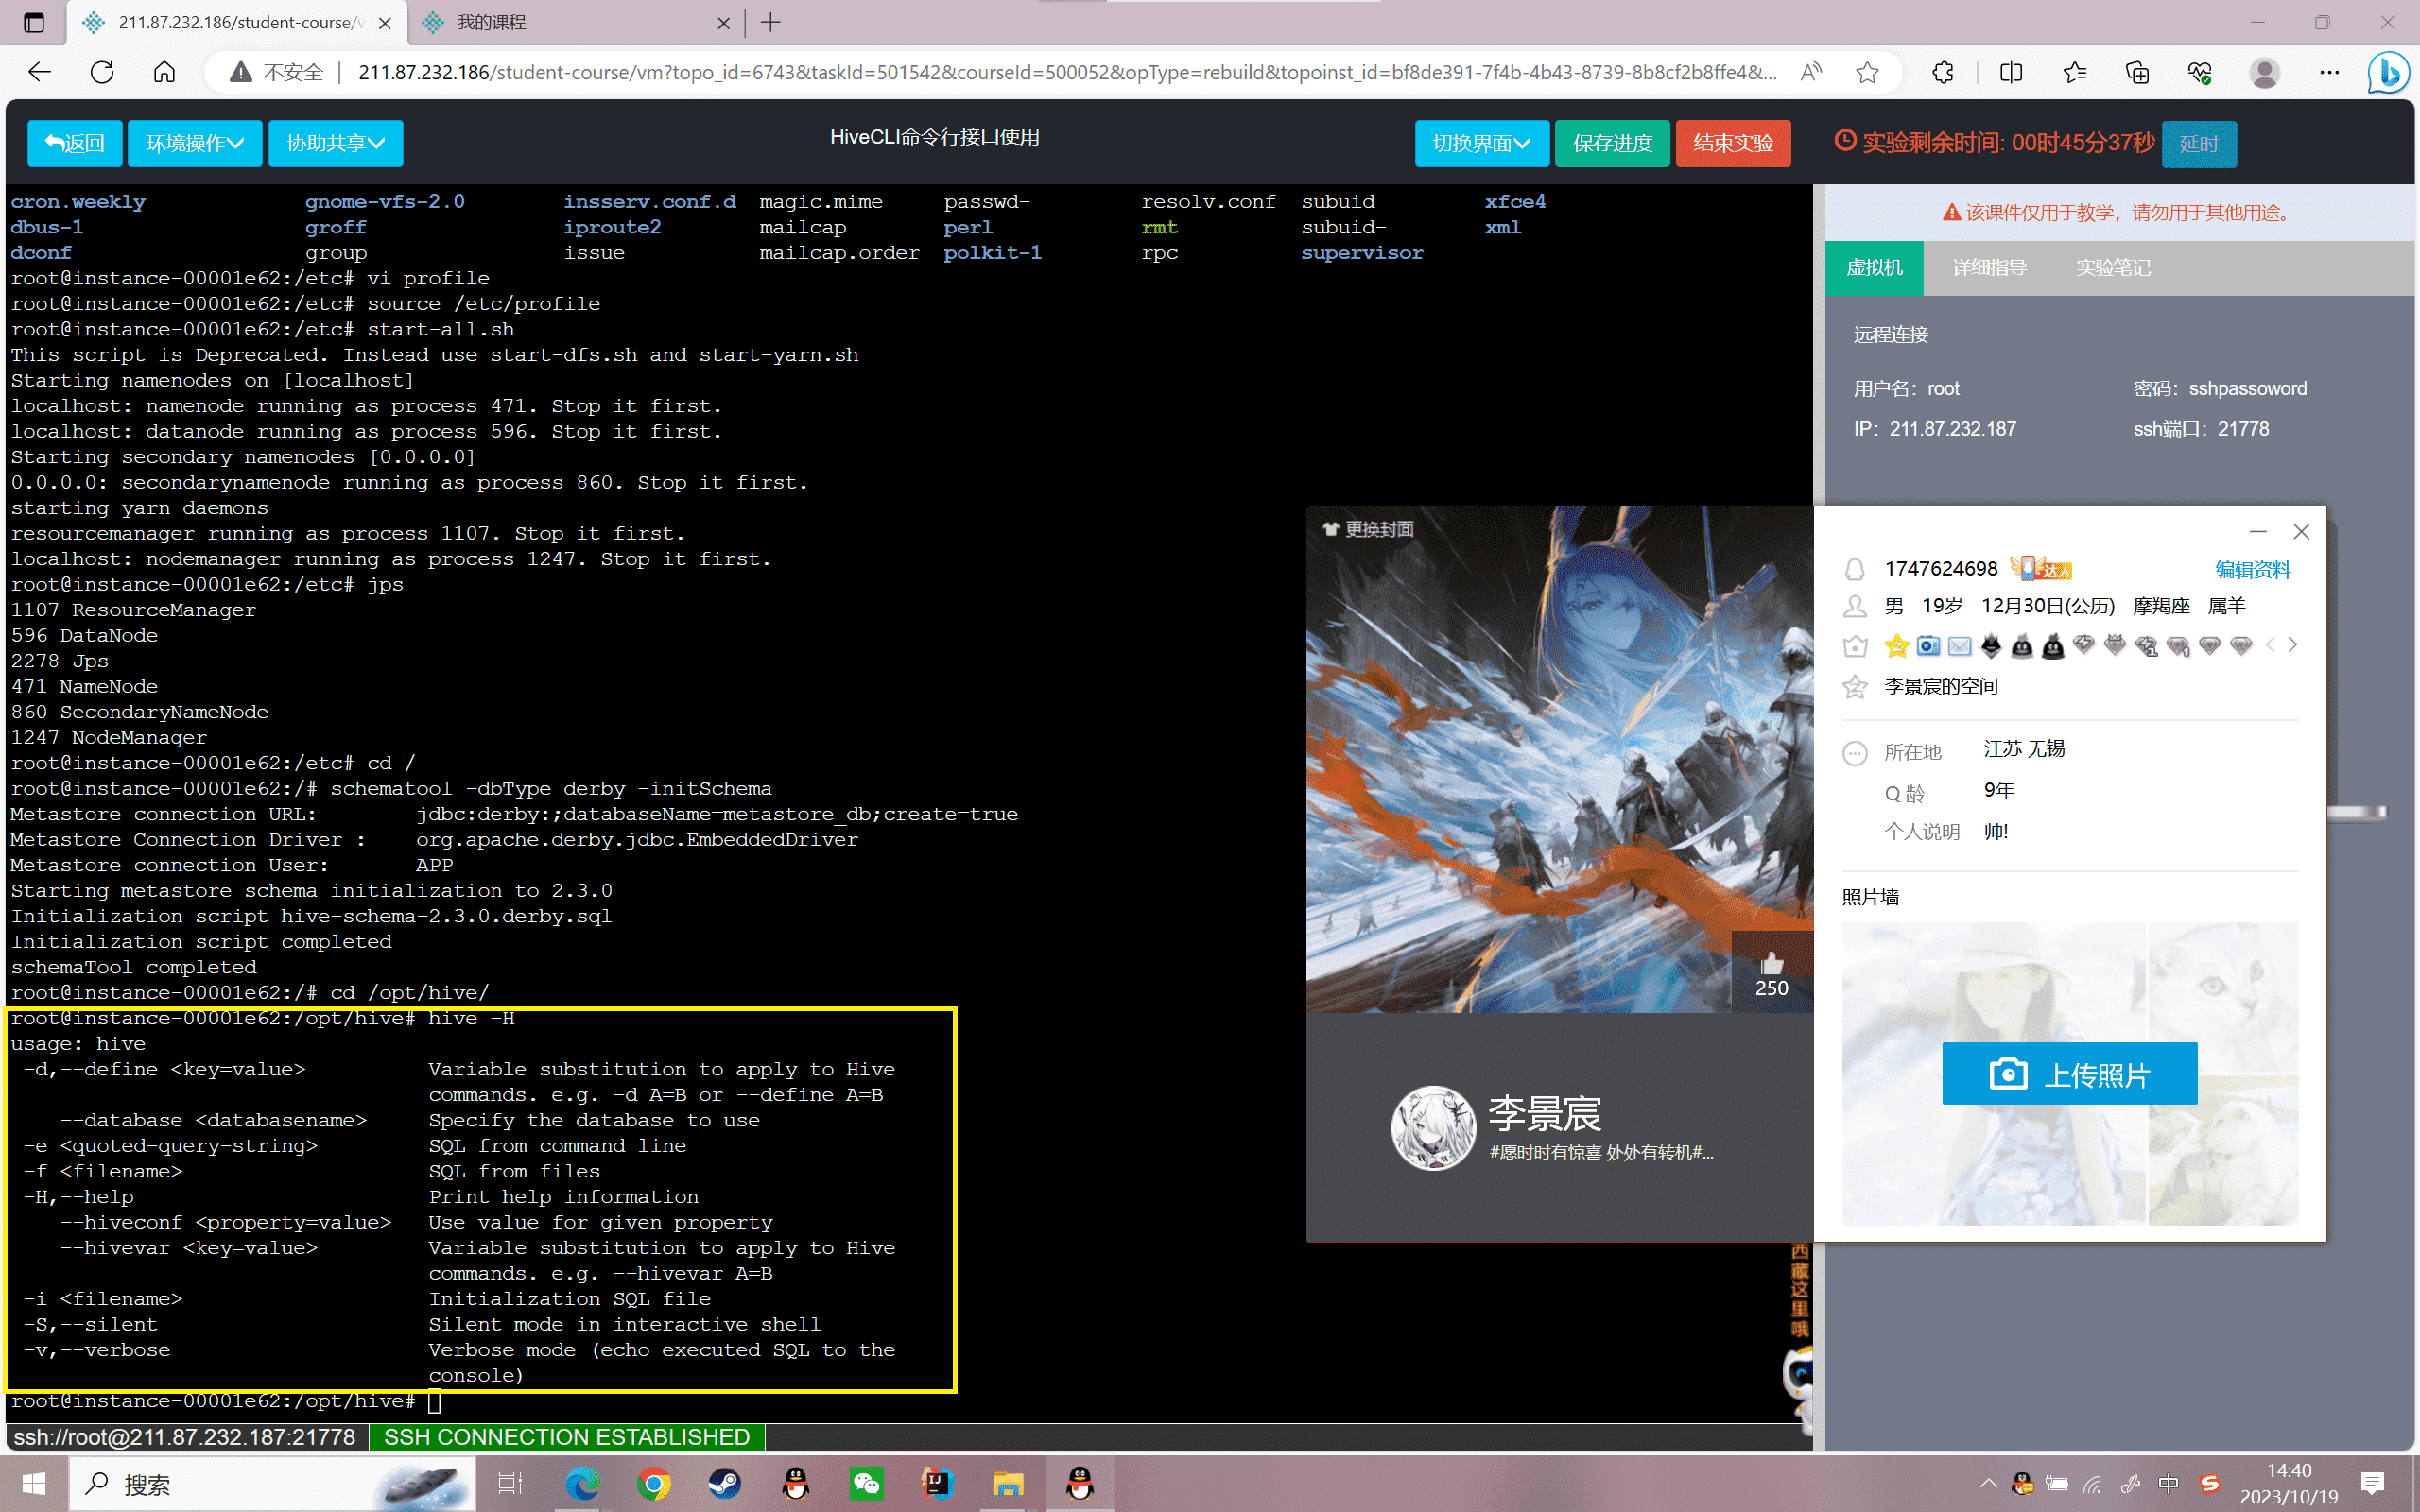 211.87.232.186/student-course/v
我的课程
不安全
211.87.232.186/student-course/vm?topo_id=6743&taskId=501542&courseId=500052&opType=rebuild&topoinst_id=bf8de391-7f4b-4b43-8739-8b8cf2b8ffe4&...
返回
环境操作
协助共享
HiveCLI命令行接口使用
切换界面
保存进度
结束实验
实验剩余时间: 00时45分37秒
延时
cron.weekly gnome-vfs-2.0 insserv.conf.d magic.mime passwd- resolv.conf subuid xfce4
dbus-1 groff iproute2 mailcap perl rmt subuid- xml
dconf group issue mailcap.order polkit-1 rpc supervisor
root@instance-00001e62:/etc# vi profile
root@instance-00001e62:/etc# source /etc/profile
root@instance-00001e62:/etc# start-all.sh
This script is Deprecated. Instead use start-dfs.sh and start-yarn.sh
Starting namenodes on [localhost]
localhost: namenode running as process 471. Stop it first.
localhost: datanode running as process 596. Stop it first.
Starting secondary namenodes [0.0.0.0]
0.0.0.0: secondarynamenode running as process 860. Stop it first.
starting yarn daemons
resourcemanager running as process 1107. Stop it first.
localhost: nodemanager running as process 1247. Stop it first.
root@instance-00001e62:/etc# jps
1107 ResourceManager
596 DataNode
2278 Jps
471 NameNode
860 SecondaryNameNode
1247 NodeManager
root@instance-00001e62:/etc# cd /
root@instance-00001e62:/# schematool -dbType derby -initSchema
Metastore connection URL: jdbc:derby:;databaseName=metastore_db;create=true
Metastore Connection Driver : org.apache.derby.jdbc.EmbeddedDriver
Metastore connection User: APP
Starting metastore schema initialization to 2.3.0
Initialization script hive-schema-2.3.0.derby.sql
Initialization script completed
schemaTool completed
root@instance-00001e62:/# cd /opt/hive/
root@instance-00001e62:/opt/hive# hive -H
usage: hive
-d,--define <key=value> Variable substitution to apply to Hive
commands. e.g. -d A=B or --define A=B
--database <databasename> Specify the database to use
-e <quoted-query-string> SQL from command line
-f <filename> SQL from files
-H,--help Print help information
--hiveconf <property=value> Use value for given property
--hivevar <key=value> Variable substitution to apply to Hive
commands. e.g. --hivevar A=B
-i <filename> Initialization SQL file
-S,--silent Silent mode in interactive shell
-v,--verbose Verbose mode (echo executed SQL to the
console)
root@instance-00001e62:/opt/hive#
ssh://root@211.87.232.187:21778
SSH CONNECTION ESTABLISHED
该课件仅用于教学，请勿用于其他用途。
虚拟机
详细指导
实验笔记
远程连接
用户名：root
密码：sshpassoword
IP：211.87.232.187
ssh端口：21778
更换封面
250
李景宸
#愿时时有惊喜 处处有转机#...
1747624698
达人
编辑资料
男 19岁 12月30日(公历) 摩羯座 属羊
李景宸的空间
所在地 江苏 无锡
Q 龄 9年
个人说明 帅!
照片墙
上传照片
西藏这里哦
搜索
中
14:40
2023/10/19